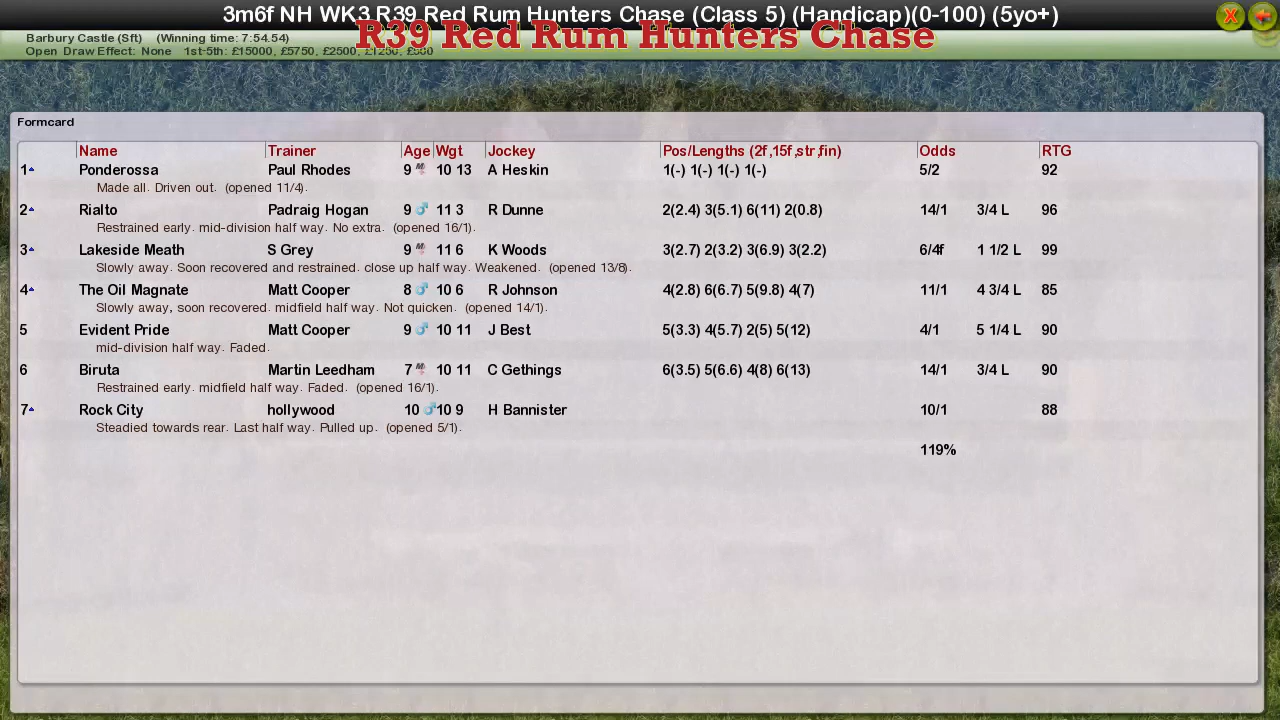 3m6f NH WK3 R39 Red Rum Hunters Chase (Class 5) (Handicap)(0-100) (5yo+)
R39 Red Rum Hunters Chase
Barbury Castle (Sft) (Winning time: 7:54.54)
Open Draw Effect: None 1st-5th: £15000, £5750, £2500, £1250, £500
Formcard
Name Trainer Age Wgt Jockey Pos/Lengths (2f,15f,str,fin) Odds RTG
1 Ponderossa Paul Rhodes 9 10 13 A Heskin 1(-) 1(-) 1(-) 1(-) 5/2 92
Made all. Driven out. (opened 11/4).
2 Rialto Padraig Hogan 9 11 3 R Dunne 2(2.4) 3(5.1) 6(11) 2(0.8) 14/1 3/4 L 96
Restrained early. mid-division half way. No extra. (opened 16/1).
3 Lakeside Meath S Grey 9 11 6 K Woods 3(2.7) 2(3.2) 3(6.9) 3(2.2) 6/4f 1 1/2 L 99
Slowly away. Soon recovered and restrained. close up half way. Weakened. (opened 13/8).
4 The Oil Magnate Matt Cooper 8 10 6 R Johnson 4(2.8) 6(6.7) 5(9.8) 4(7) 11/1 4 3/4 L 85
Slowly away, soon recovered. midfield half way. Not quicken. (opened 14/1).
5 Evident Pride Matt Cooper 9 10 11 J Best 5(3.3) 4(5.7) 2(5) 5(12) 4/1 5 1/4 L 90
mid-division half way. Faded.
6 Biruta Martin Leedham 7 10 11 C Gethings 6(3.5) 5(6.6) 4(8) 6(13) 14/1 3/4 L 90
Restrained early. midfield half way. Faded. (opened 16/1).
7 Rock City hollywood 10 10 9 H Bannister 10/1 88
Steadied towards rear. Last half way. Pulled up. (opened 5/1).
119%